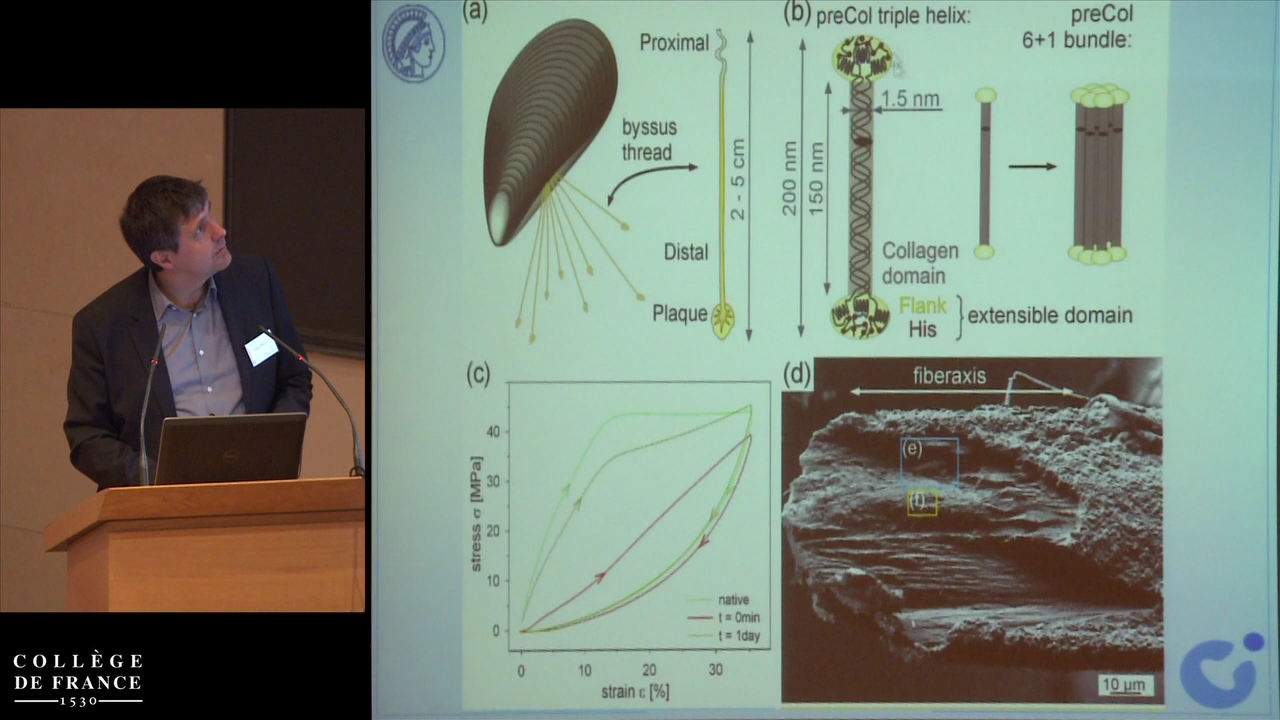 (a)
Proximal
byssus
thread
2 - 5 cm
Distal
Plaque
(b)
preCol triple helix:
preCol
6+1 bundle:
1.5 nm
200 nm
150 nm
Collagen
domain
Flank
His
extensible domain
(c)
stress σ [MPa]
40
30
20
10
0
native
t = 0min
t = 1day
0
10
20
30
strain ε [%]
(d)
fiberaxis
(e)
(f)
10 µm
COLLÈGE
DE FRANCE
1530